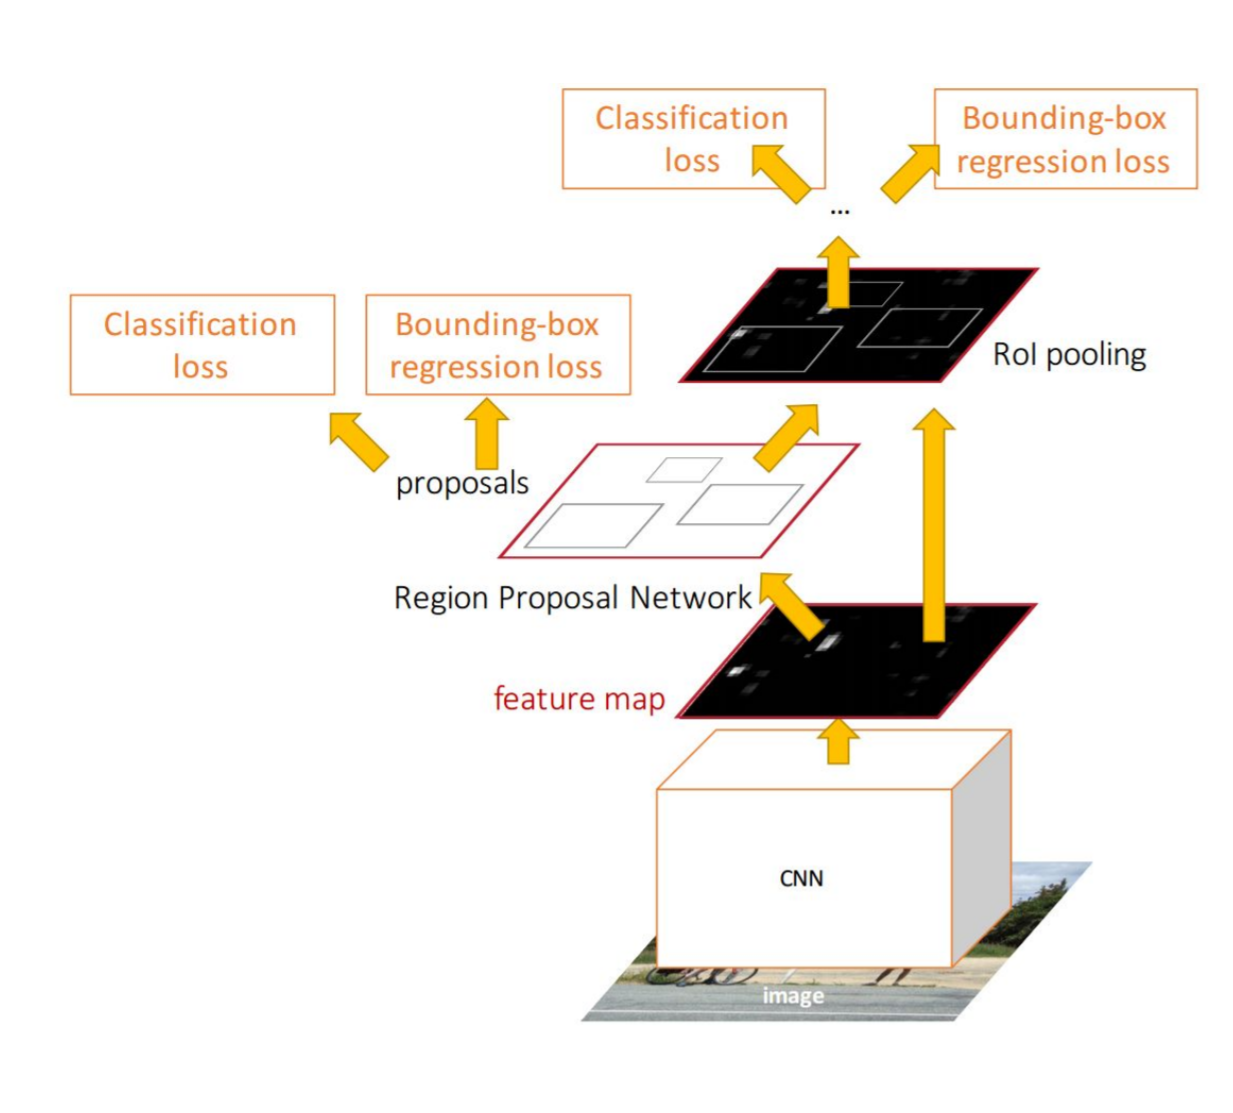 Classification
loss
Bounding-box
regression loss
...
Classification
loss
Bounding-box
regression loss
RoI pooling
proposals
Region Proposal Network
feature map
CNN
image